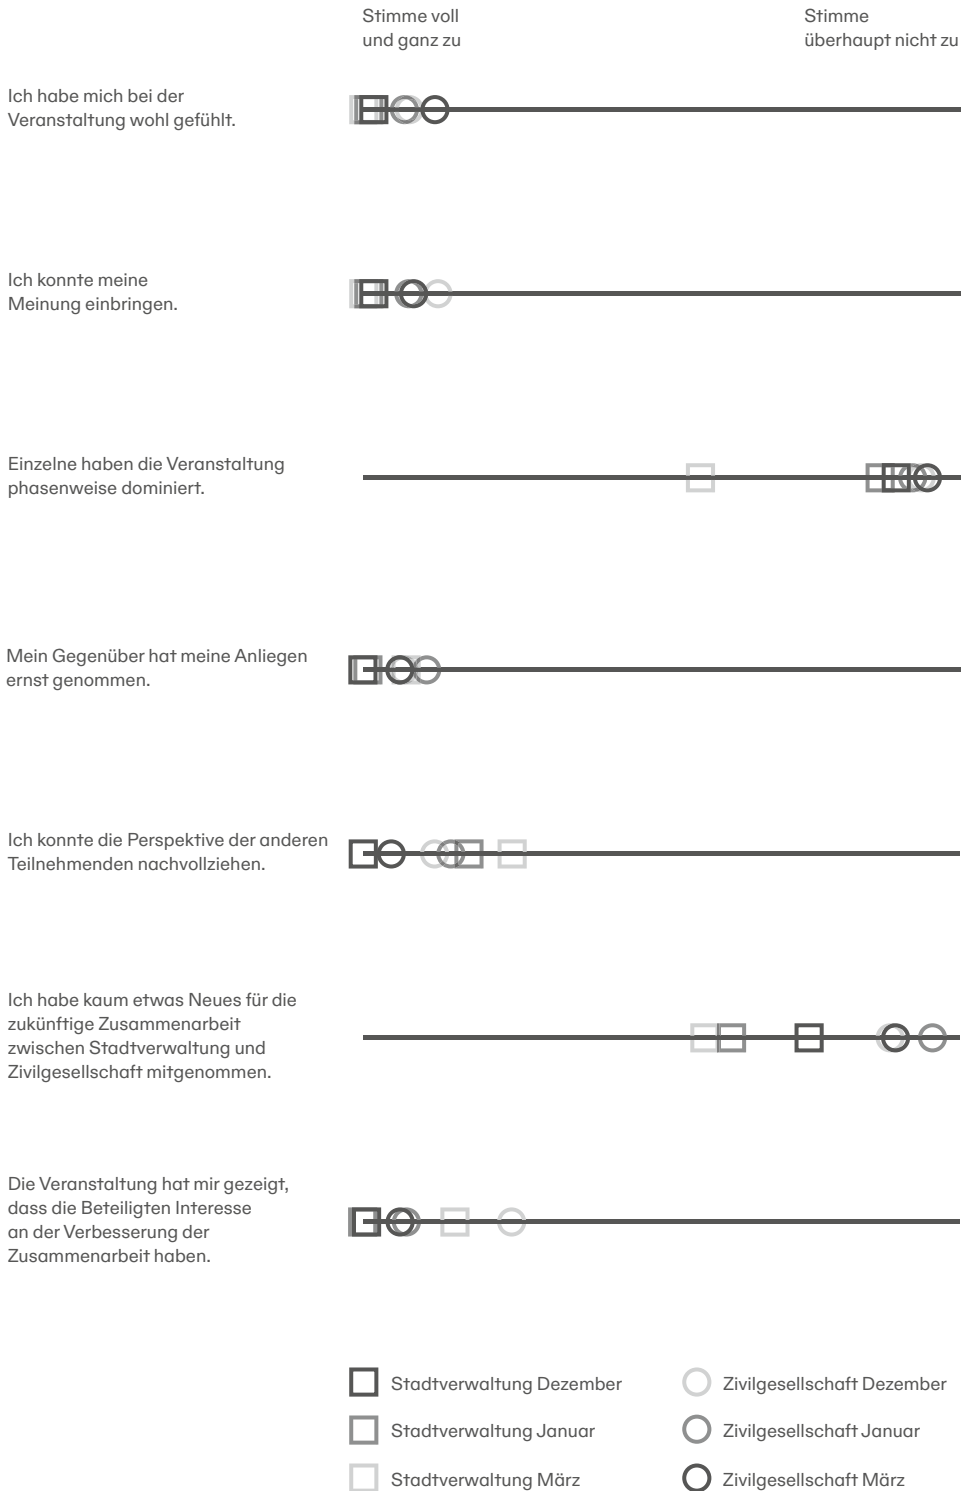 Stimme voll
und ganz zu
Stimme
überhaupt nicht zu
Ich habe mich bei der
Veranstaltung wohl gefühlt.
Ich konnte meine
Meinung einbringen.
Einzelne haben die Veranstaltung
phasenweise dominiert.
Mein Gegenüber hat meine Anliegen
ernst genommen.
Ich konnte die Perspektive der anderen
Teilnehmenden nachvollziehen.
Ich habe kaum etwas Neues für die
zukünftige Zusammenarbeit
zwischen Stadtverwaltung und
Zivilgesellschaft mitgenommen.
Die Veranstaltung hat mir gezeigt,
dass die Beteiligten Interesse
an der Verbesserung der
Zusammenarbeit haben.
Stadtverwaltung Dezember
Stadtverwaltung Januar
Stadtverwaltung März
Zivilgesellschaft Dezember
Zivilgesellschaft Januar
Zivilgesellschaft März